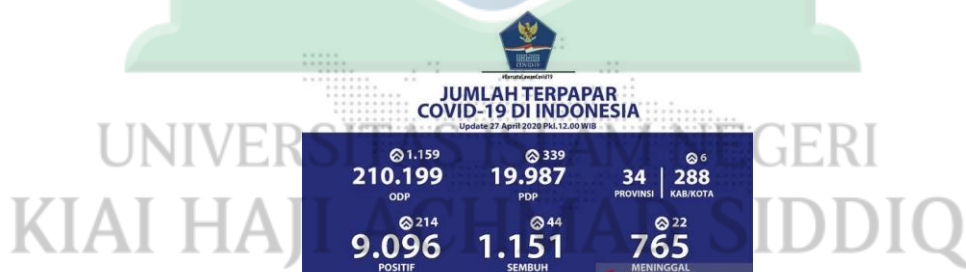 #BersatuLawanCovid19
JUMLAH TERPAPAR
COVID-19 DI INDONESIA
Update 27 April 2020 Pkl.12.00 WIB
1.159 339 6
210.199 19.987 34 288
ODP PDP PROVINSI KAB/KOTA
214 44 22
9.096 1.151 765
POSITIF SEMBUH MENINGGAL
UNIVERSITAS ISLAM NEGERI
KIAI HAJI ACHMAD SIDDIQ